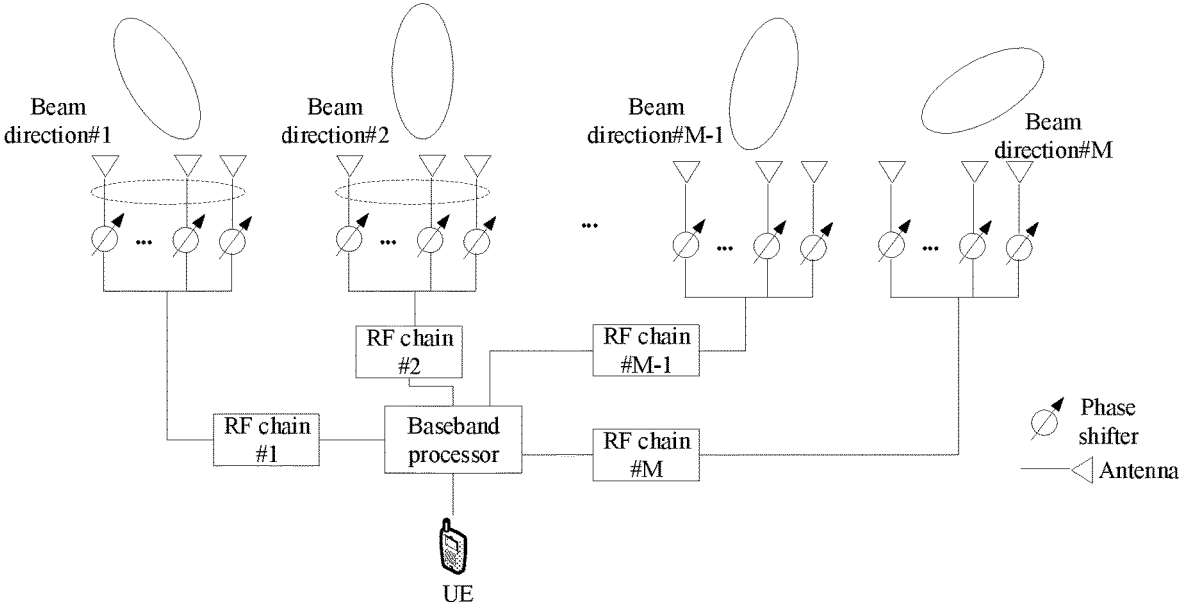 Beam
direction#1
Beam
direction#2
Beam
direction#M-1
Beam
direction#M
...
...
...
...
...
RF chain
#2
RF chain
#M-1
RF chain
#1
Baseband
processor
RF chain
#M
Phase
shifter
Antenna
UE